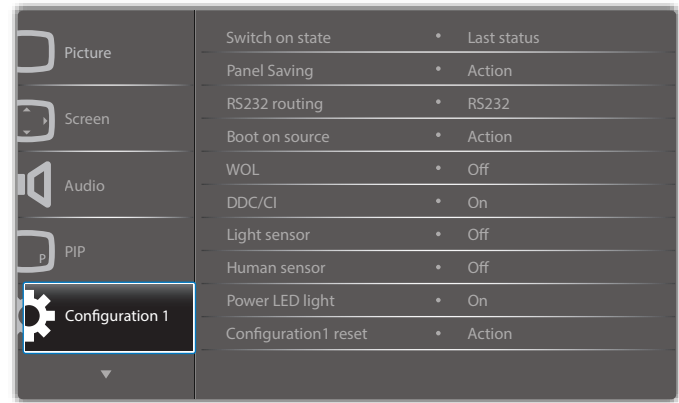 Picture
Screen
Audio
P
PIP
Configuration 1
Switch on state • Last status
Panel Saving • Action
RS232 routing • RS232
Boot on source • Action
WOL • Off
DDC/CI • On
Light sensor • Off
Human sensor • Off
Power LED light • On
Configuration1 reset • Action